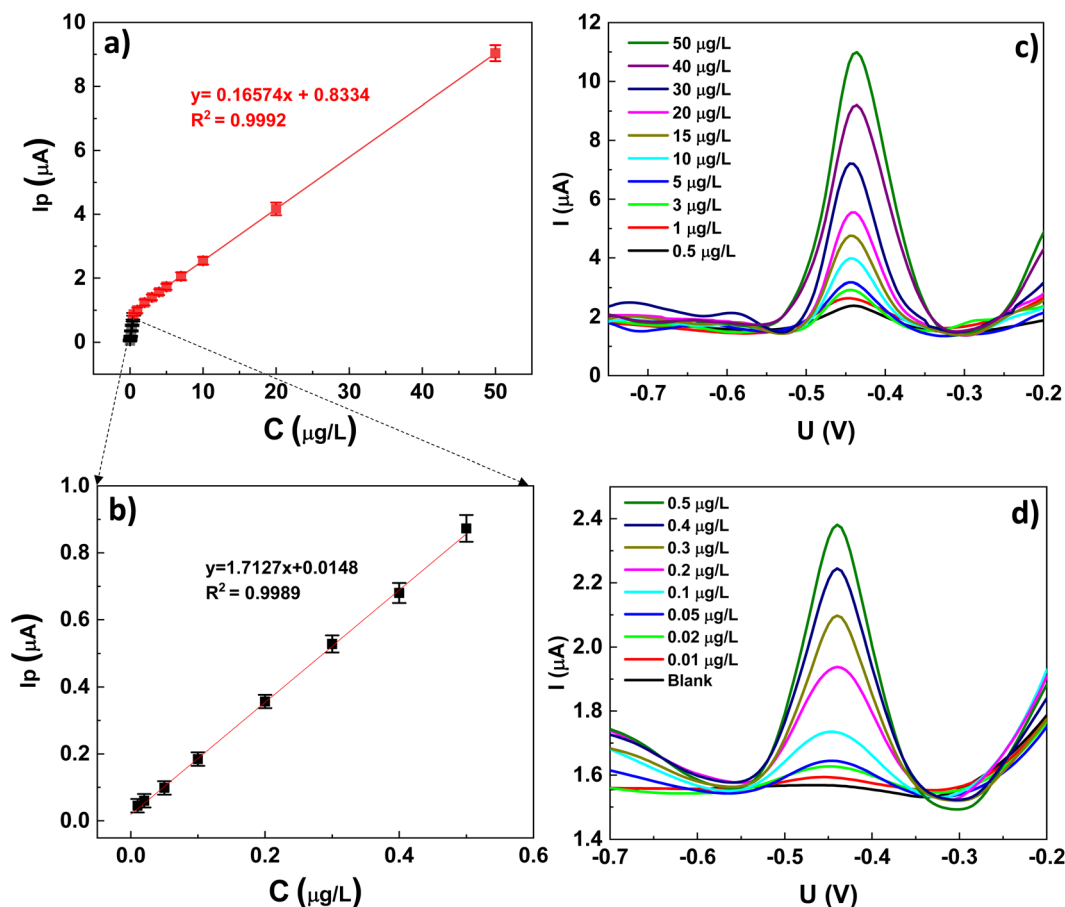 a)
y= 0.16574x + 0.8334
R² = 0.9992
Ip (μA)
10
8
6
4
2
0
0 10 20 30 40 50
C (μg/L)
c)
50 μg/L
40 μg/L
30 μg/L
20 μg/L
15 μg/L
10 μg/L
5 μg/L
3 μg/L
1 μg/L
0.5 μg/L
I (μA)
12
10
8
6
4
2
0
-0.7 -0.6 -0.5 -0.4 -0.3 -0.2
U (V)
b)
y=1.7127x+0.0148
R² = 0.9989
Ip (μA)
1.0
0.8
0.6
0.4
0.2
0.0
0.0 0.2 0.4 0.6
C (μg/L)
d)
0.5 μg/L
0.4 μg/L
0.3 μg/L
0.2 μg/L
0.1 μg/L
0.05 μg/L
0.02 μg/L
0.01 μg/L
Blank
I (μA)
2.4
2.2
2.0
1.8
1.6
1.4
-0.7 -0.6 -0.5 -0.4 -0.3 -0.2
U (V)